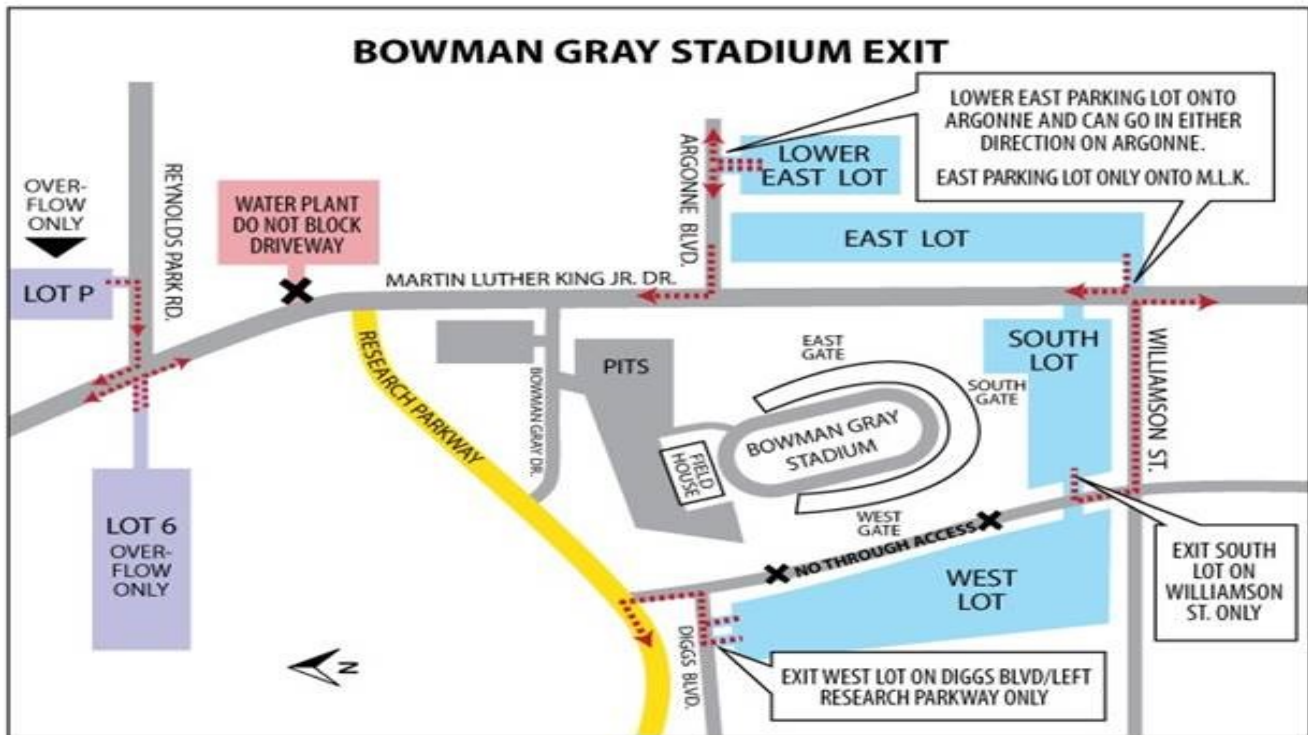 BOWMAN GRAY STADIUM EXIT
LOWER EAST PARKING LOT ONTO
ARGONNE AND CAN GO IN EITHER
DIRECTION ON ARGONNE.
EAST PARKING LOT ONLY ONTO M.L.K.
OVER-
FLOW
ONLY
LOT P
REYNOLDS PARK RD.
WATER PLANT
DO NOT BLOCK
DRIVEWAY
ARGONNE BLVD.
LOWER
EAST LOT
EAST LOT
MARTIN LUTHER KING JR. DR.
RESEARCH PARKWAY
BOWMAN GRAY DR.
PITS
EAST
GATE
SOUTH
GATE
SOUTH
LOT
WILLIAMSON ST.
BOWMAN GRAY
STADIUM
FIELD
HOUSE
WEST
GATE
NO THROUGH ACCESS
LOT 6
OVER-
FLOW
ONLY
WEST
LOT
EXIT SOUTH
LOT ON
WILLIAMSON
ST. ONLY
N
DIGGS BLVD.
EXIT WEST LOT ON DIGGS BLVD/LEFT
RESEARCH PARKWAY ONLY